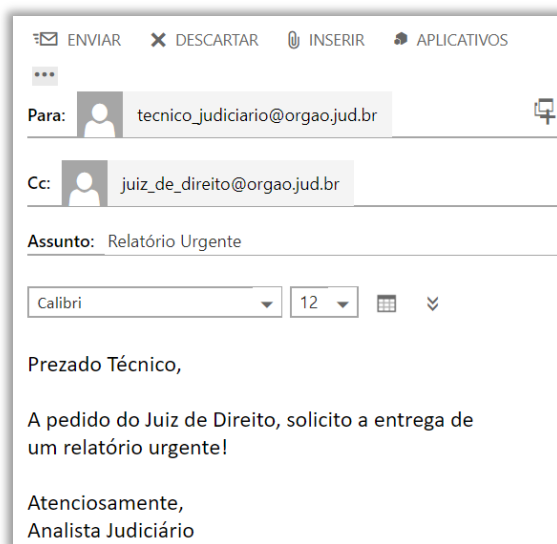 ENVIAR DESCARTAR INSERIR APLICATIVOS
Para: tecnico_judiciario@orgao.jud.br
Cc: juiz_de_direito@orgao.jud.br
Assunto: Relatório Urgente
Calibri 12
Prezado Técnico,
A pedido do Juiz de Direito, solicito a entrega de
um relatório urgente!
Atenciosamente,
Analista Judiciário